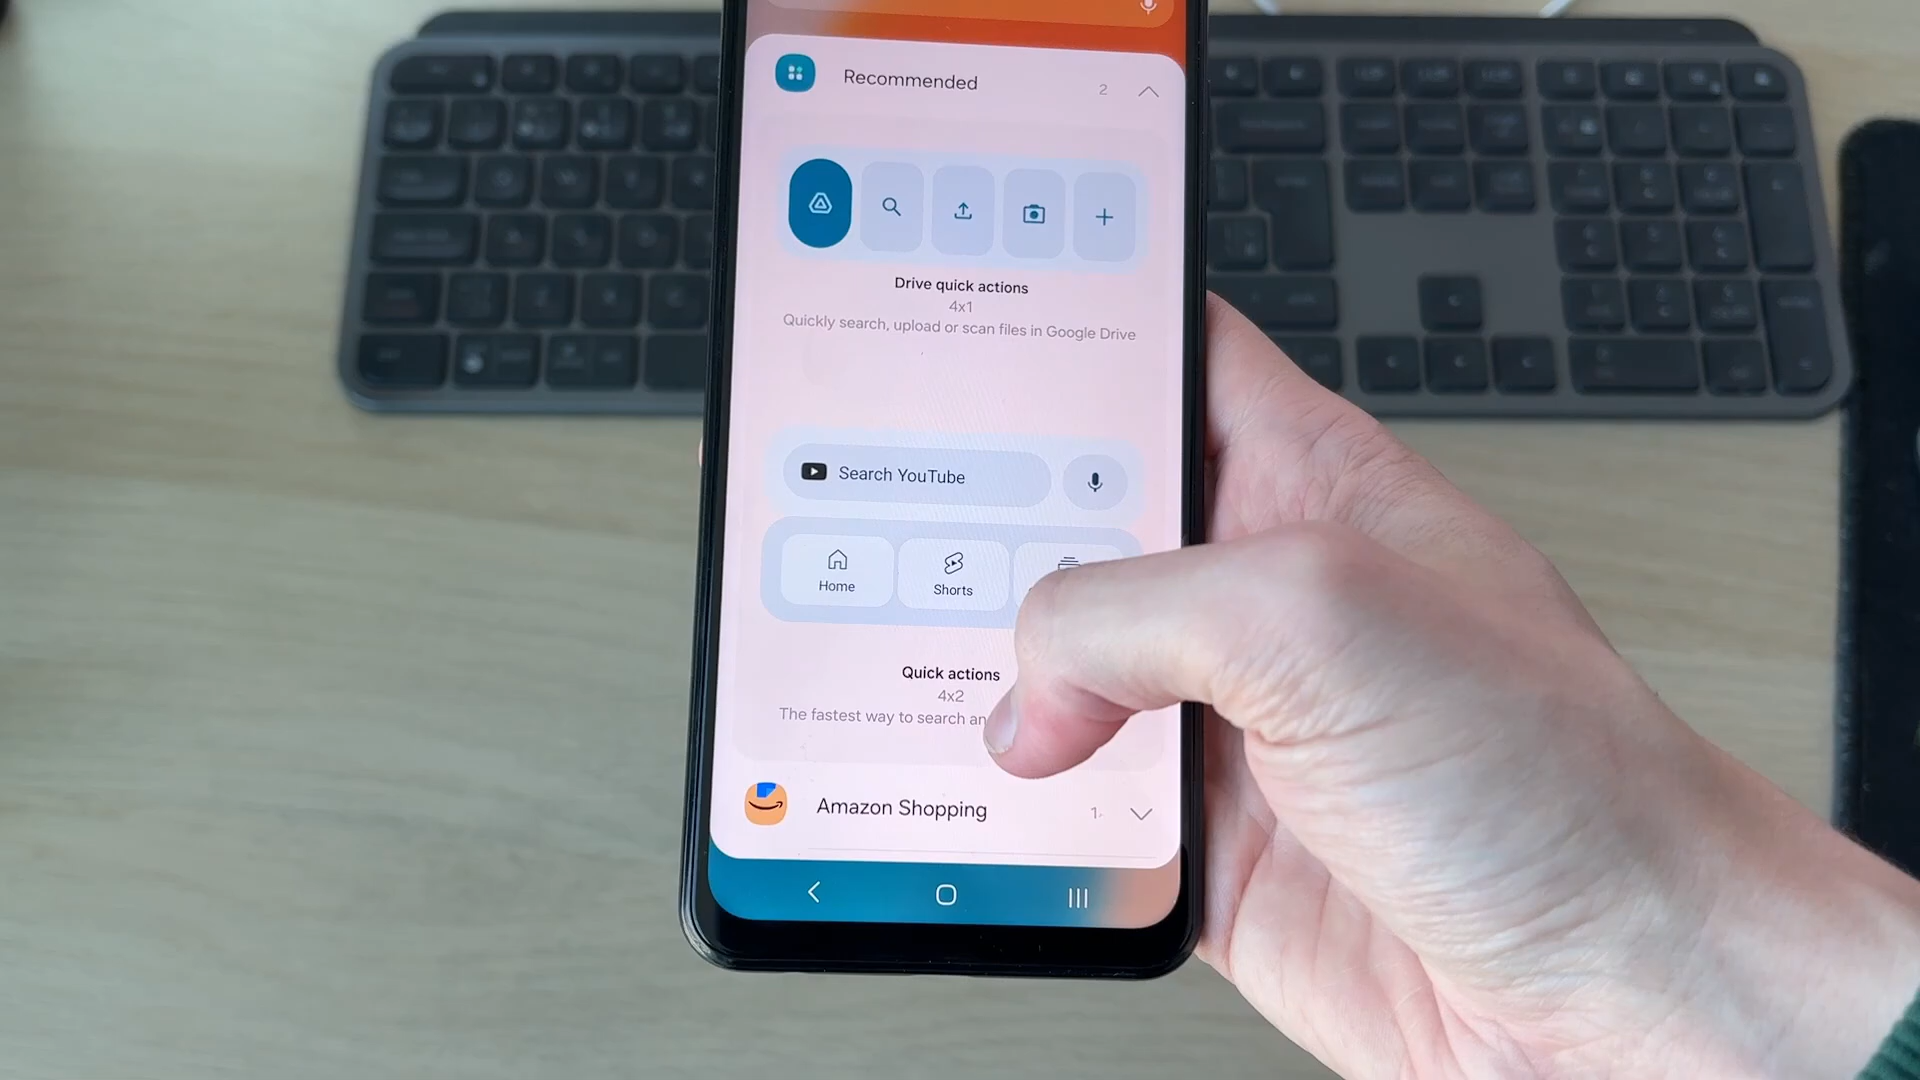 Recommended
2
Drive quick actions
4x1
Quickly search, upload or scan files in Google Drive
Search YouTube
Home
Shorts
Quick actions
4x2
The fastest way to search an
Amazon Shopping
1